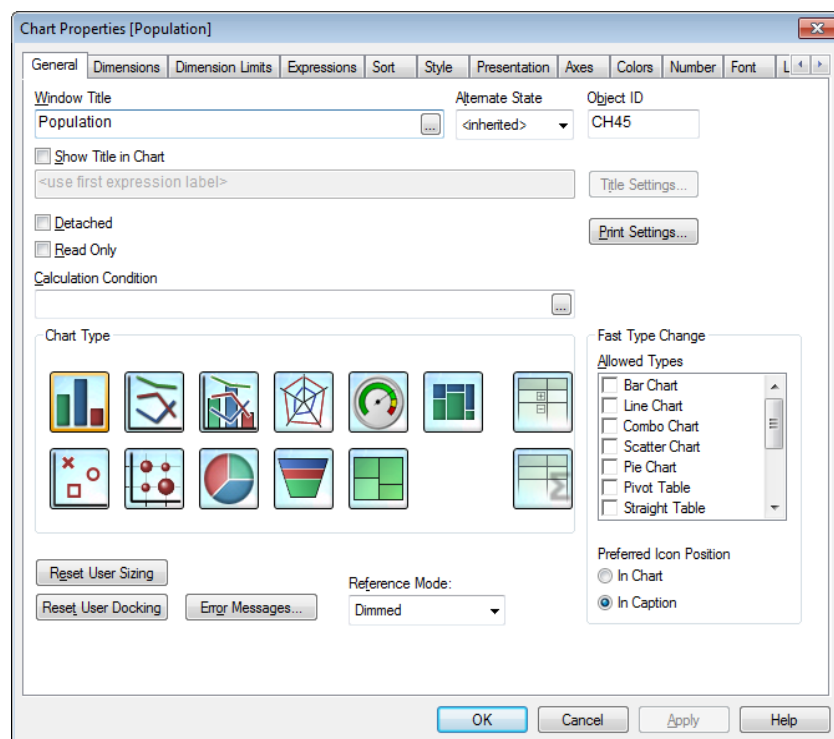 Chart Properties [Population]
General Dimensions Dimension Limits Expressions Sort Style Presentation Axes Colors Number Font L
Window Title Alternate State Object ID
Population ... <inherited> CH45
Show Title in Chart
<use first expression label> Title Settings...
Detached
Print Settings...
Read Only
Calculation Condition
...
Chart Type Fast Type Change
Allowed Types
Bar Chart
Line Chart
Combo Chart
Scatter Chart
Pie Chart
Pivot Table
Straight Table
Preferred Icon Position
In Chart
In Caption
Reset User Sizing
Reference Mode:
Reset User Docking Error Messages... Dimmed
OK Cancel Apply Help